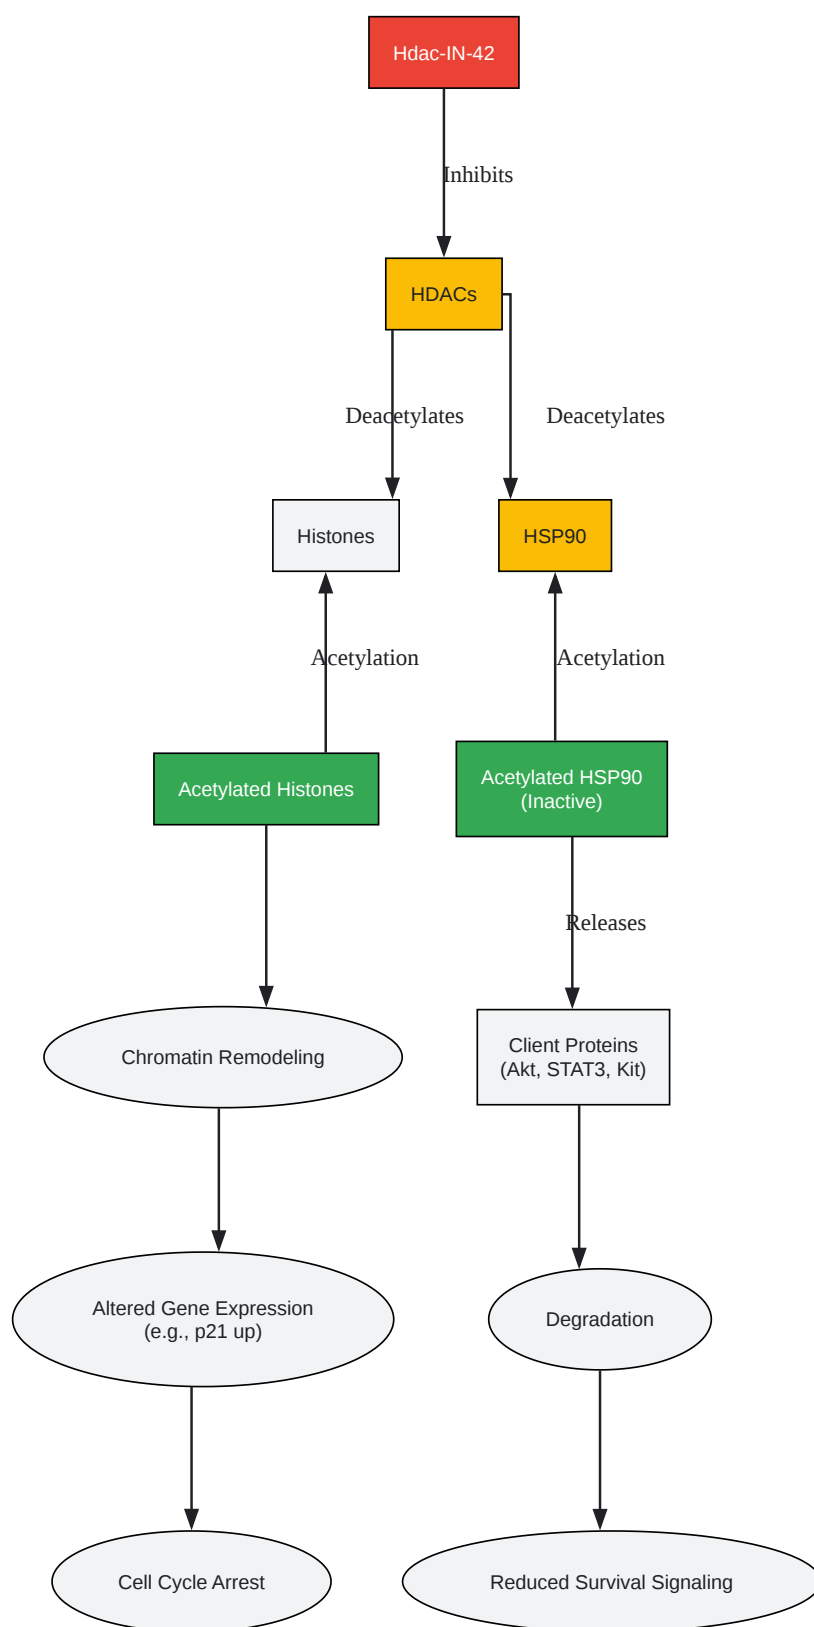 Hdac-IN-42
Inhibits
HDACs
Deacetylates
Deacetylates
Histones
HSP90
Acetylation
Acetylation
Acetylated Histones
Acetylated HSP90
(Inactive)
Releases
Chromatin Remodeling
Client Proteins
(Akt, STAT3, Kit)
Altered Gene Expression
(e.g., p21 up)
Degradation
Cell Cycle Arrest
Reduced Survival Signaling